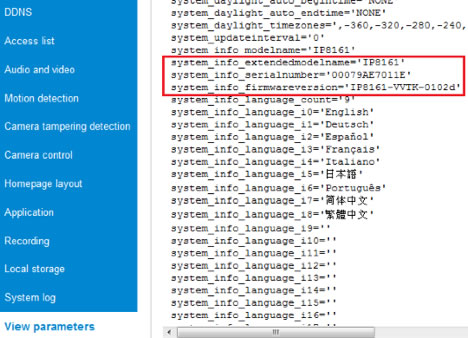 DDNS
Access list
Audio and video
Motion detection
Camera tampering detection
Camera control
Homepage layout
Application
Recording
Local storage
System log
View parameters
system_daylight_auto_endtime='NONE'
system_daylight_timezones=',-360,-320,-280,-240,
system_updateinterval='0'
system_info_modelname='IP8161'
system_info_extendedmodelname='IP8161'
system_info_serialnumber='00079AE7011E'
system_info_firmwareversion='IP8161-VVTK-0102d'
system_info_language_count='9'
system_info_language_i0='English'
system_info_language_i1='Deutsch'
system_info_language_i2='Español'
system_info_language_i3='Français'
system_info_language_i4='Italiano'
system_info_language_i5='日本語'
system_info_language_i6='Português'
system_info_language_i7='简体中文'
system_info_language_i8='繁體中文'
system_info_language_i9=''
system_info_language_i10=''
system_info_language_i11=''
system_info_language_i12=''
system_info_language_i13=''
system_info_language_i14=''
system_info_language_i15=''
system_info_language_i16=''